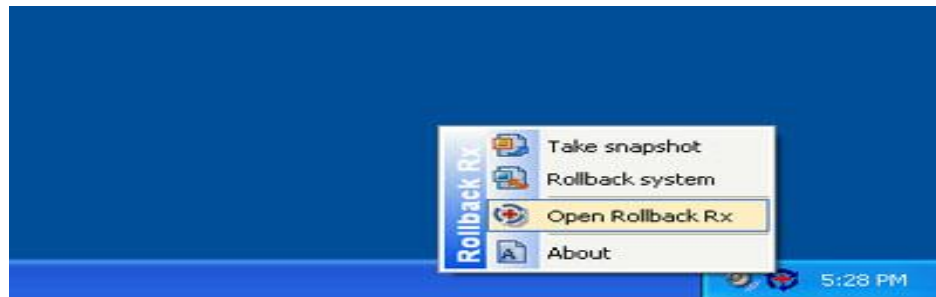 Rollback Rx
Take snapshot
Rollback system
Open Rollback Rx
About
5:28 PM